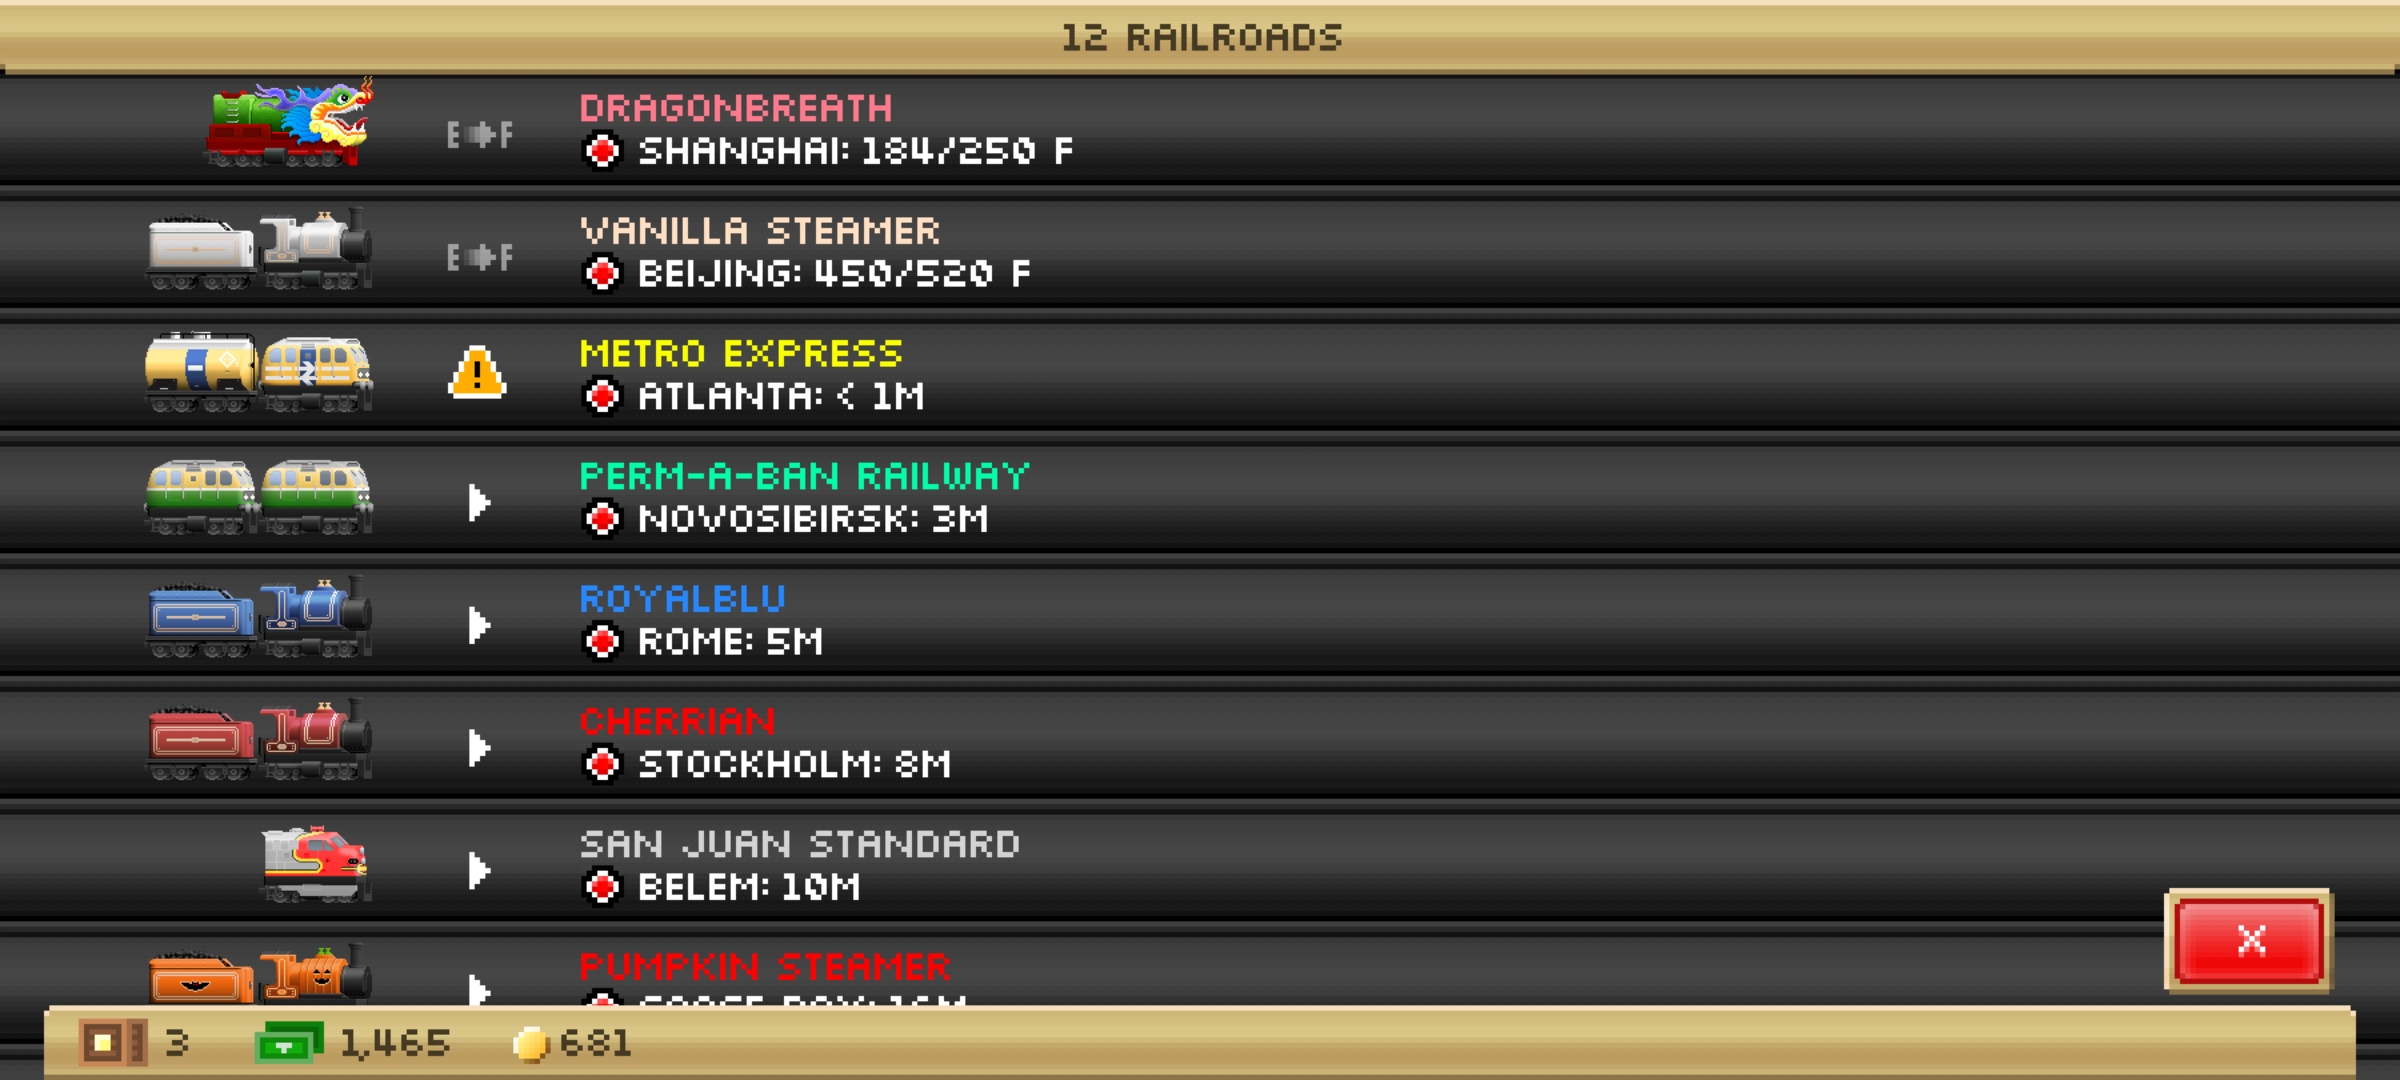 12 RAILROADS
DRAGONBREATH
E F
SHANGHAI: 184/250 F
VANILLA STEAMER
E F
BEIJING: 450/520 F
METRO EXPRESS
ATLANTA: < 1M
PERM-A-BAN RAILWAY
NOVOSIBIRSK: 3M
ROYALBLU
ROME: 5M
CHERRIAN
STOCKHOLM: 8M
SAN JUAN STANDARD
BELEM: 10M
X
PUMPKIN STEAMER
3 1,465 681